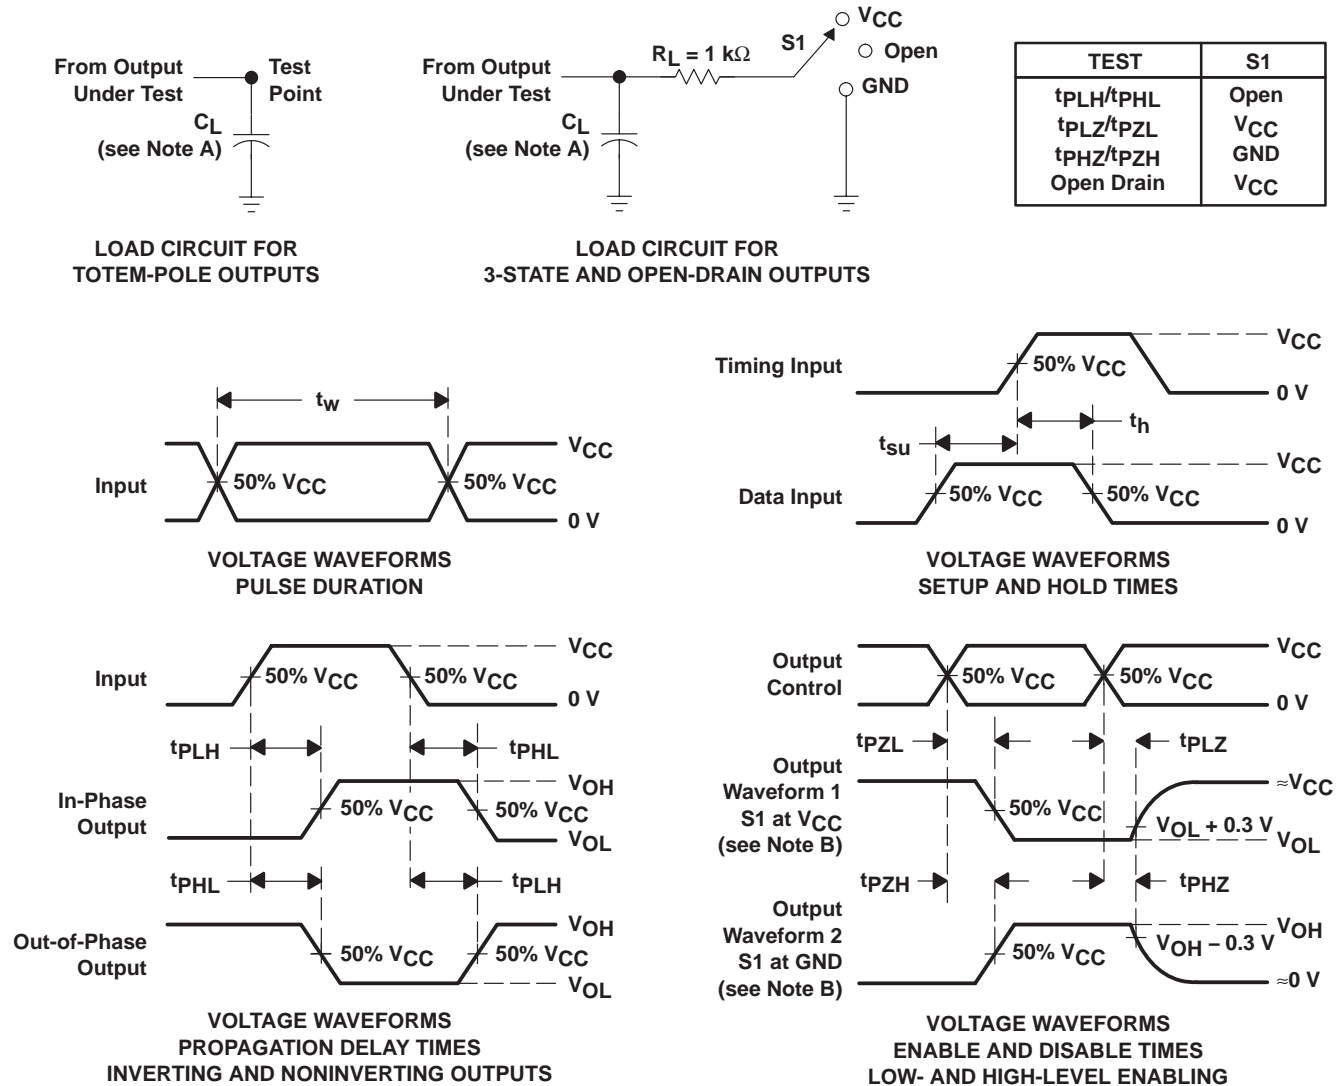 From Output
Under Test
Test
Point
CL
(see Note A)
LOAD CIRCUIT FOR
TOTEM-POLE OUTPUTS
From Output
Under Test
RL = 1 kΩ
S1
VCC
Open
GND
CL
(see Note A)
LOAD CIRCUIT FOR
3-STATE AND OPEN-DRAIN OUTPUTS
TEST S1
tPLH/tPHL Open
tPLZ/tPZL VCC
tPHZ/tPZH GND
Open Drain VCC
tw
Input
50% VCC
50% VCC
VCC
0 V
VOLTAGE WAVEFORMS
PULSE DURATION
Timing Input
50% VCC
VCC
0 V
tsu
th
Data Input
50% VCC
50% VCC
VCC
0 V
VOLTAGE WAVEFORMS
SETUP AND HOLD TIMES
Input
50% VCC
50% VCC
VCC
0 V
tPLH
tPHL
In-Phase
Output
50% VCC
50% VCC
VOH
VOL
tPHL
tPLH
Out-of-Phase
Output
50% VCC
50% VCC
VOH
VOL
VOLTAGE WAVEFORMS
PROPAGATION DELAY TIMES
INVERTING AND NONINVERTING OUTPUTS
Output
Control
50% VCC
50% VCC
VCC
0 V
tPZL
tPLZ
Output
Waveform 1
S1 at VCC
(see Note B)
50% VCC
VOL + 0.3 V
≈VCC
VOL
tPZH
tPHZ
Output
Waveform 2
S1 at GND
(see Note B)
50% VCC
VOH − 0.3 V
VOH
≈0 V
VOLTAGE WAVEFORMS
ENABLE AND DISABLE TIMES
LOW- AND HIGH-LEVEL ENABLING